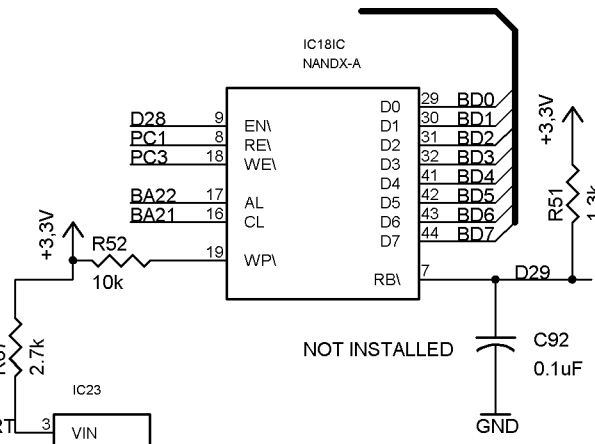 IC18IC
NANDX-A
D28 9 EN\
PC1 8 RE\
PC3 18 WE\
BA22 17 AL
BA21 16 CL
19 WP\
D0 29 BD0
D1 30 BD1
D2 31 BD2
D3 32 BD3
D4 41 BD4
D5 42 BD5
D6 43 BD6
D7 44 BD7
RB\ 7 D29
+3,3V
R51
+3,3V
R52
10k
2.7k
NOT INSTALLED
C92
0.1uF
GND
IC23
3 VIN